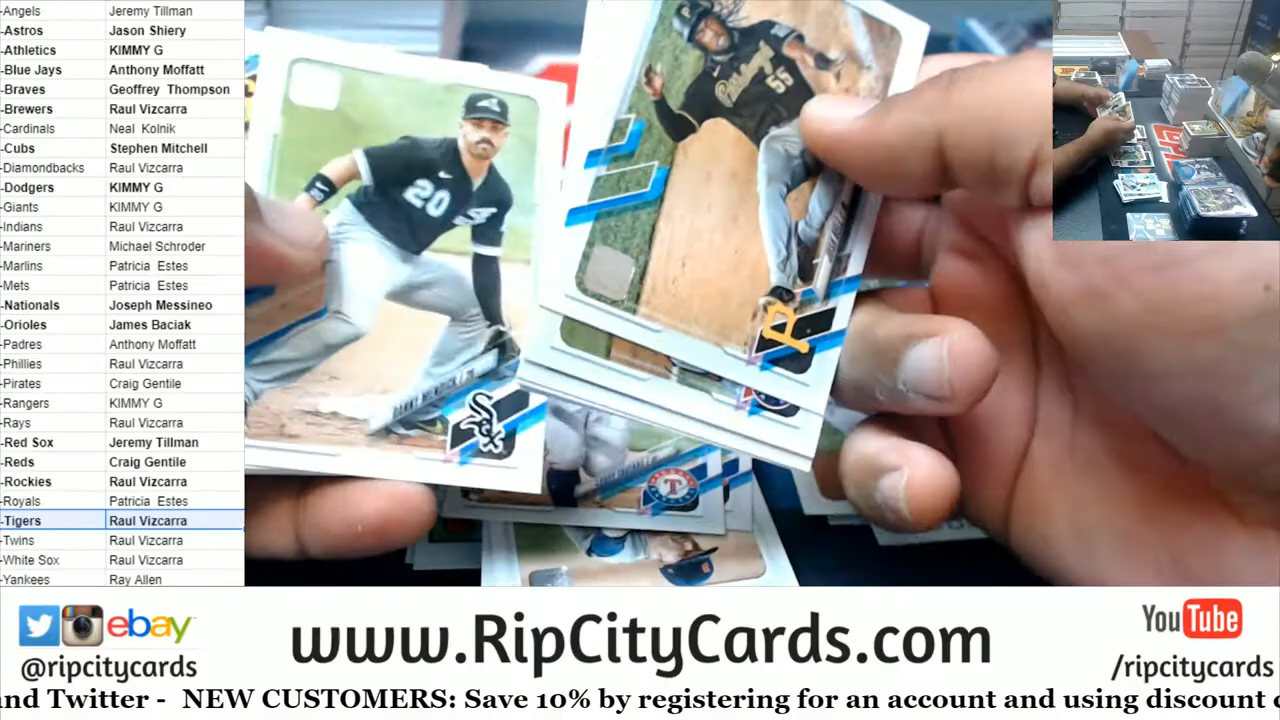 -Angels Jeremy Tillman
-Astros Jason Shiery
-Athletics KIMMY G
-Blue Jays Anthony Moffatt
-Braves Geoffrey Thompson
-Brewers Raul Vizcarra
-Cardinals Neal Kolnik
-Cubs Stephen Mitchell
-Diamondbacks Raul Vizcarra
-Dodgers KIMMY G
-Giants KIMMY G
-Indians Raul Vizcarra
-Mariners Michael Schroder
-Marlins Patricia Estes
-Mets Patricia Estes
-Nationals Joseph Messineo
-Orioles James Baciak
-Padres Anthony Moffatt
-Phillies Raul Vizcarra
-Pirates Craig Gentile
-Rangers KIMMY G
-Rays Raul Vizcarra
-Red Sox Jeremy Tillman
-Reds Craig Gentile
-Rockies Raul Vizcarra
-Royals Patricia Estes
-Tigers Raul Vizcarra
-Twins Raul Vizcarra
-White Sox Raul Vizcarra
-Yankees Ray Allen
20
Sox
Pittsburgh
55
P
ebay
@ripcitycards
www.RipCityCards.com
YouTube
/ripcitycards
and Twitter - NEW CUSTOMERS: Save 10% by registering for an account and using discount